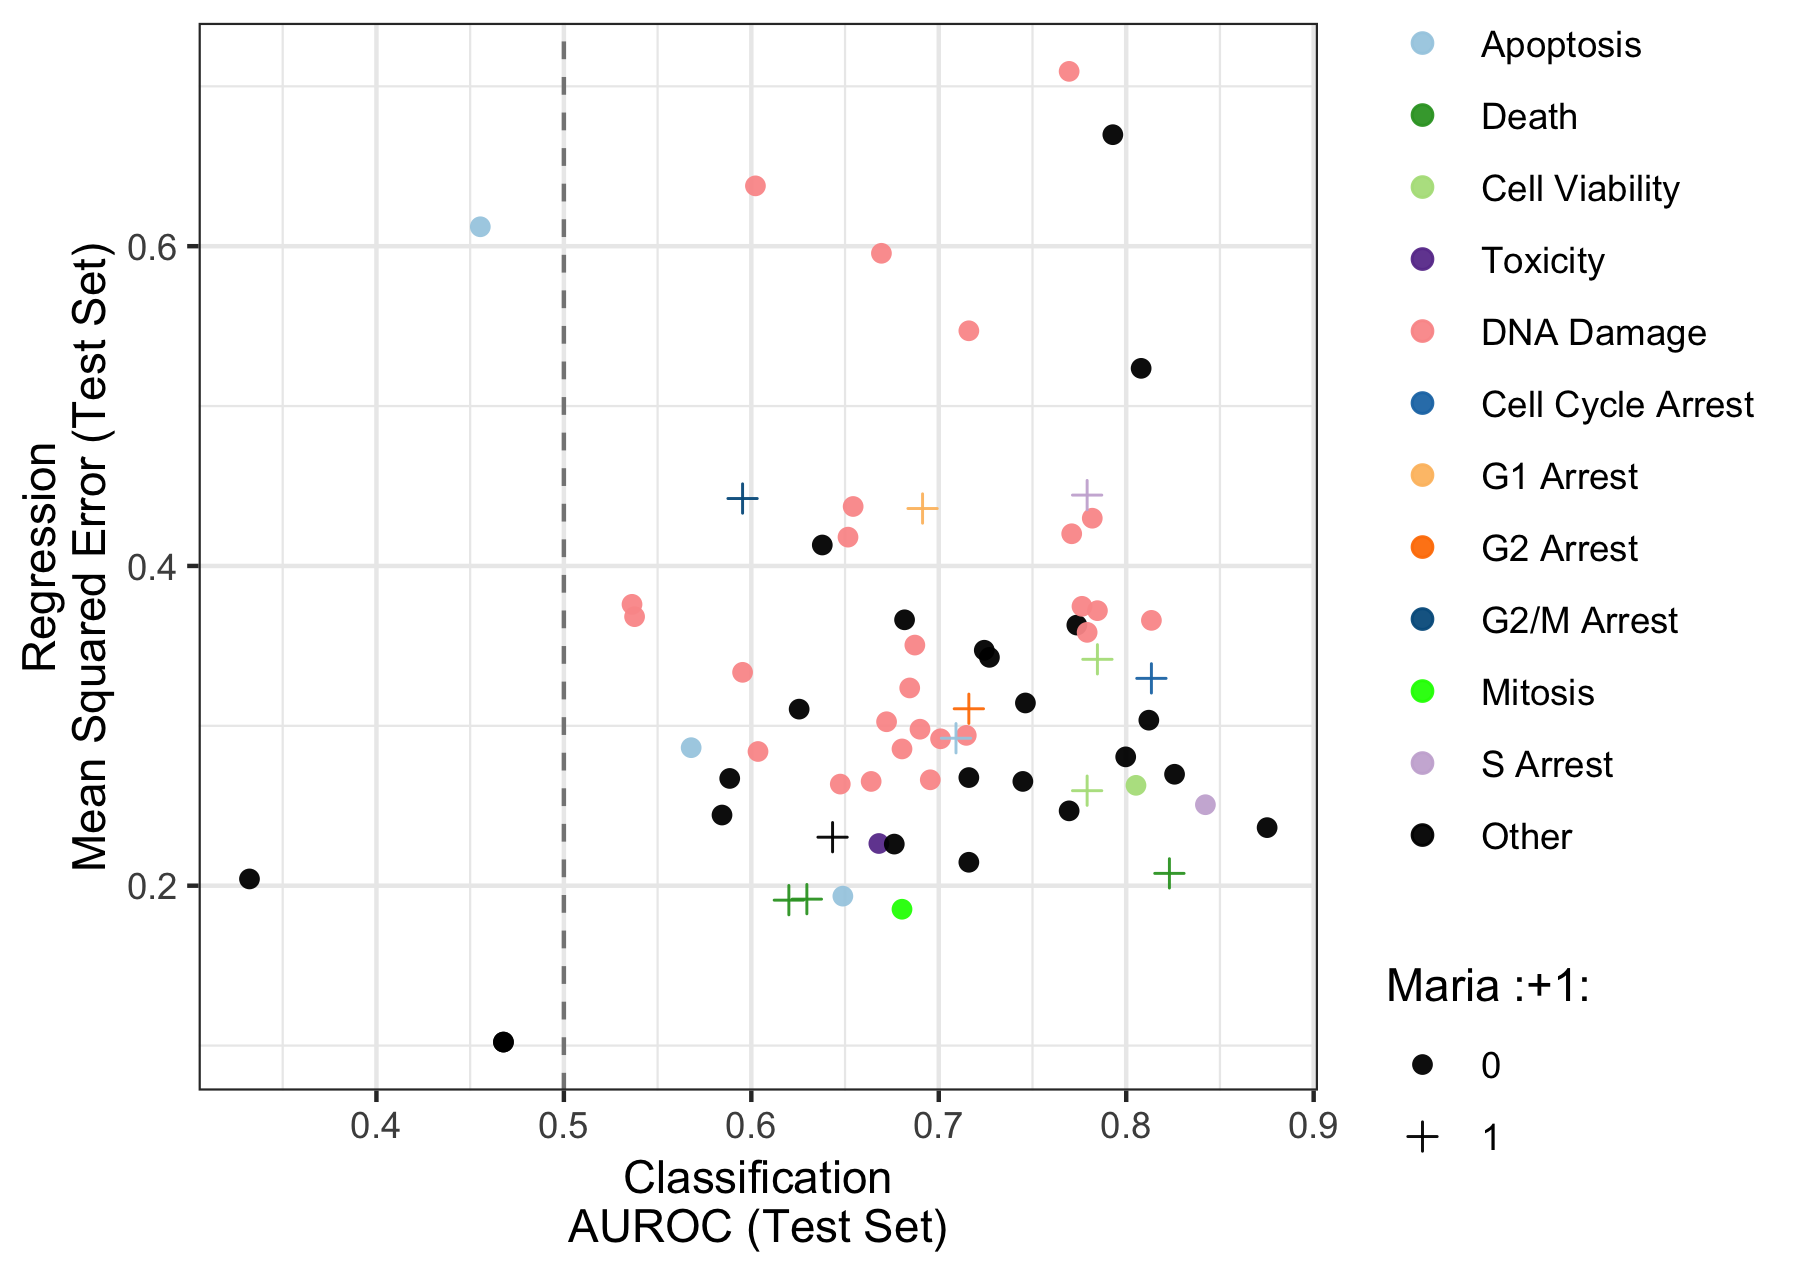 Regression
Mean Squared Error (Test Set)
0.6
0.4
0.2
0.4
0.5
0.6
0.7
0.8
0.9
Classification
AUROC (Test Set)
Apoptosis
Death
Cell Viability
Toxicity
DNA Damage
Cell Cycle Arrest
G1 Arrest
G2 Arrest
G2/M Arrest
Mitosis
S Arrest
Other
Maria :+1:
0
1